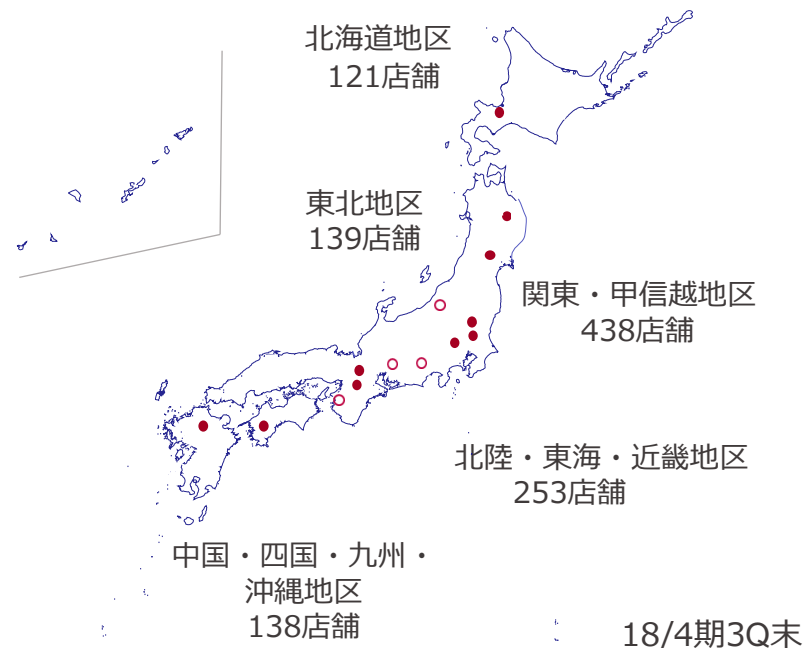 北海道地区
121店舗
東北地区
139店舗
関東・甲信越地区
438店舗
北陸・東海・近畿地区
253店舗
中国・四国・九州・
沖縄地区
138店舗
18/4期3Q末